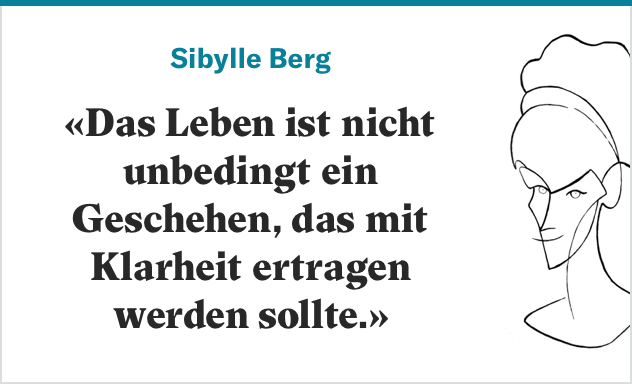 Sibylle Berg
«Das Leben ist nicht
unbedingt ein
Geschehen, das mit
Klarheit ertragen
werden sollte.»